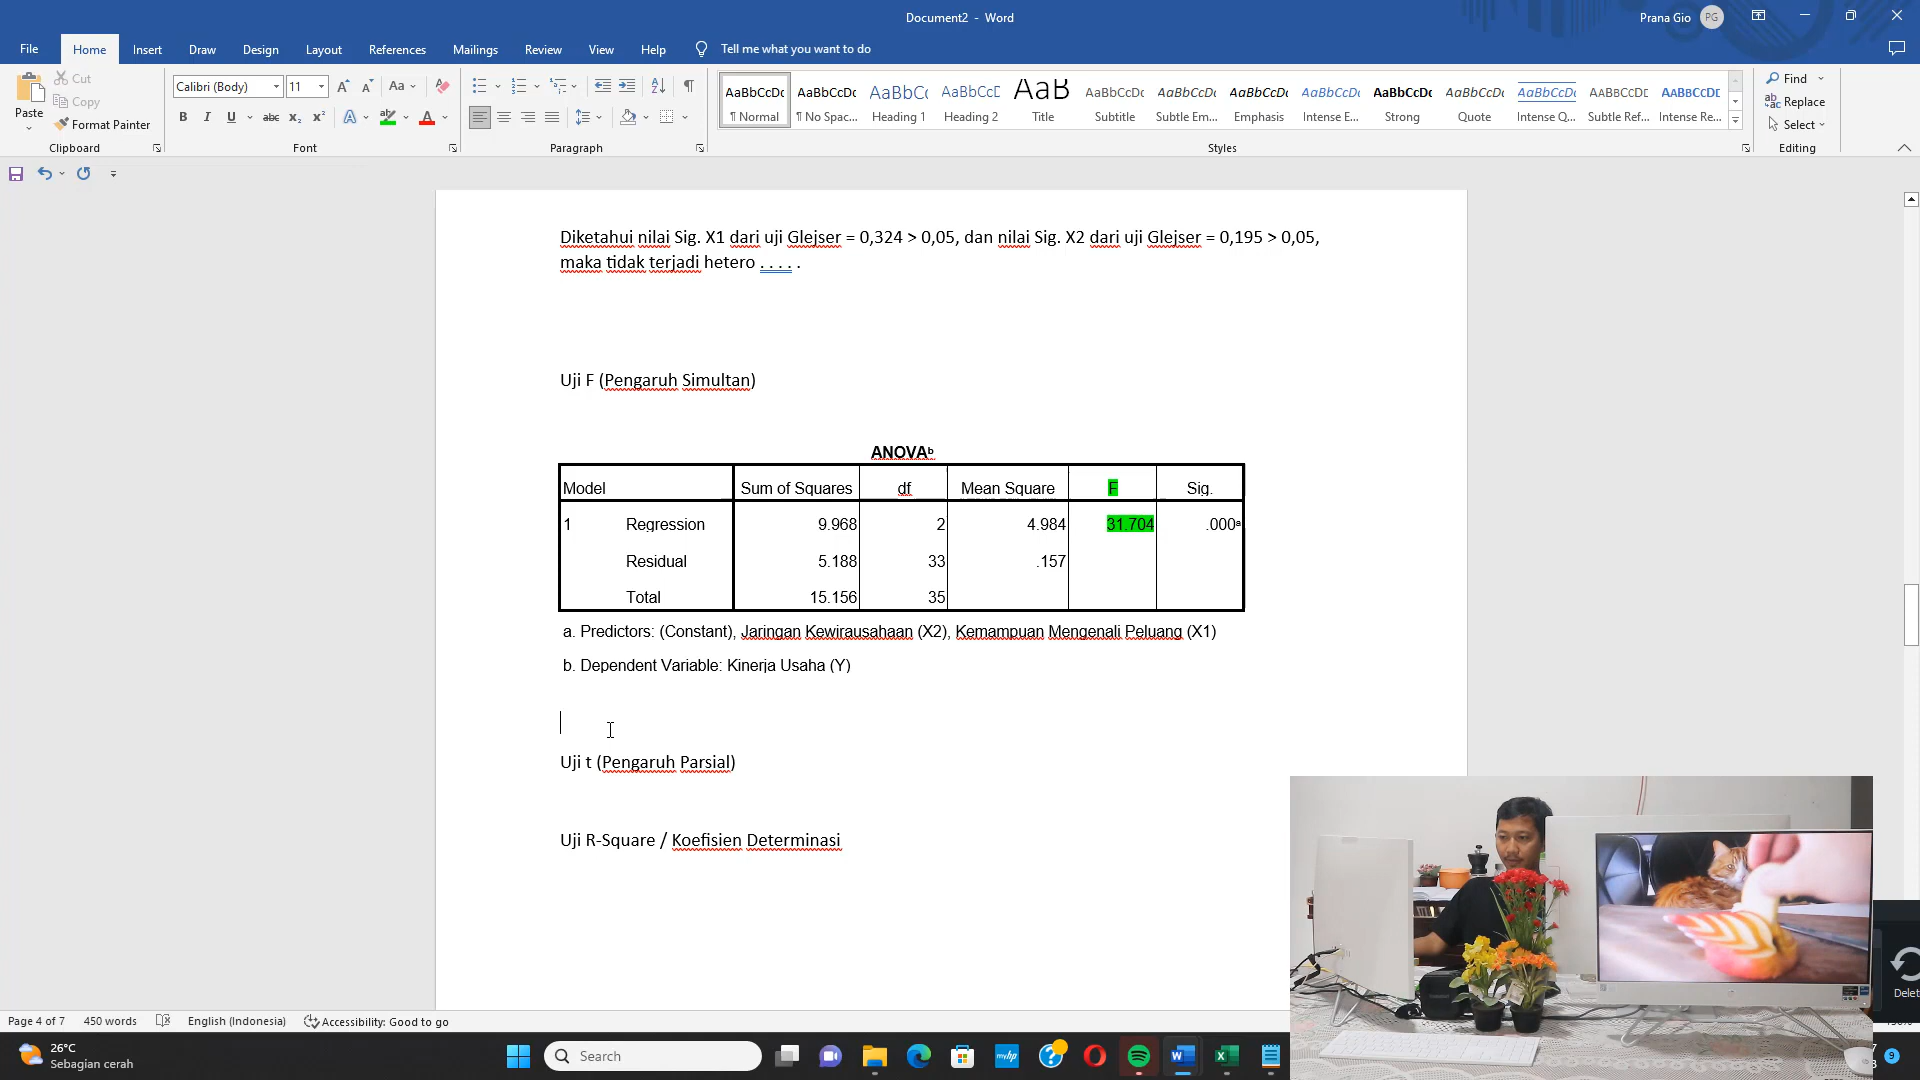 Document2 - Word
Prana Gio
PG
File
Home
Insert
Draw
Design
Layout
References
Mailings
Review
View
Help
Tell me what you want to do
Paste
Cut
Copy
Format Painter
Clipboard
Calibri (Body)
11
Font
Paragraph
AaBbCcDc
¶ Normal
AaBbCcDc
¶ No Spac...
AaBbC(
Heading 1
AaBbCcE
Heading 2
AaB
Title
AaBbCcDc
Subtitle
AaBbCcDc
Subtle Em...
AaBbCcDc
Emphasis
AaBbCcDc
Intense E...
AaBbCcDc
Strong
AaBbCcDc
Quote
AaBbCcDc
Intense Q...
AABBCCDE
Subtle Ref...
AABBCCDE
Intense Re...
Styles
Find
Replace
Select
Editing
Diketahui nilai Sig. X1 dari uji Glejser = 0,324 > 0,05, dan nilai Sig. X2 dari uji Glejser = 0,195 > 0,05,
maka tidak terjadi hetero . . . . .
Uji F (Pengaruh Simultan)
ANOVAᵇ
Model Sum of Squares df Mean Square F Sig.
1 Regression 9.968 2 4.984 31.704 .000ᵃ
Residual 5.188 33 .157
Total 15.156 35
a. Predictors: (Constant), Jaringan Kewirausahaan (X2), Kemampuan Mengenali Peluang (X1)
b. Dependent Variable: Kinerja Usaha (Y)
Uji t (Pengaruh Parsial)
Uji R-Square / Koefisien Determinasi
Delet
Page 4 of 7
450 words
English (Indonesia)
Accessibility: Good to go
26°C
Sebagian cerah
Search
9